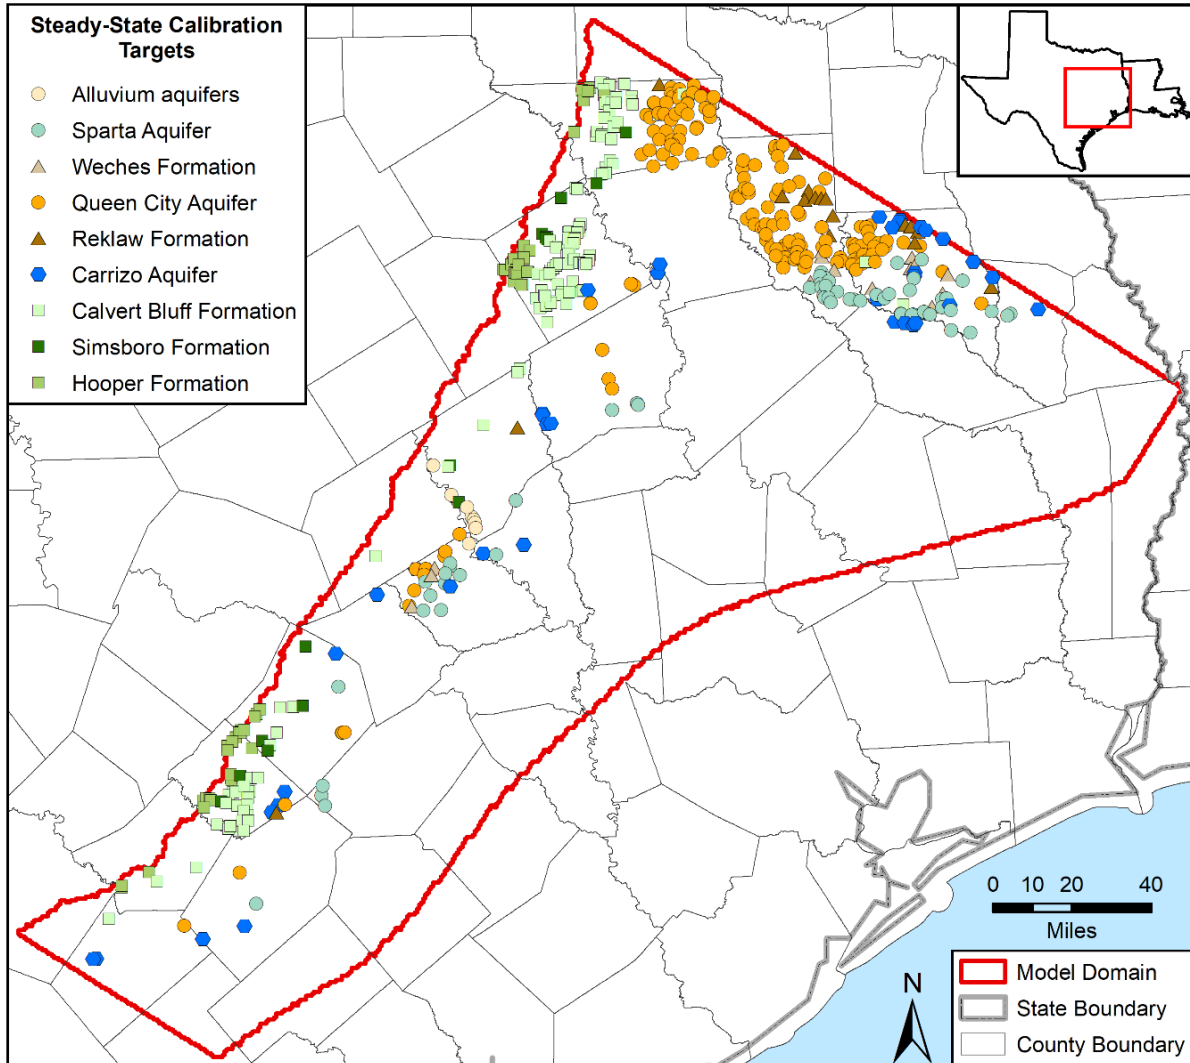 Steady-State Calibration
Targets
Alluvium aquifers
Sparta Aquifer
Weches Formation
Queen City Aquifer
Reklaw Formation
Carrizo Aquifer
Calvert Bluff Formation
Simsboro Formation
Hooper Formation
0 10 20 40
Miles
N
Model Domain
State Boundary
County Boundary